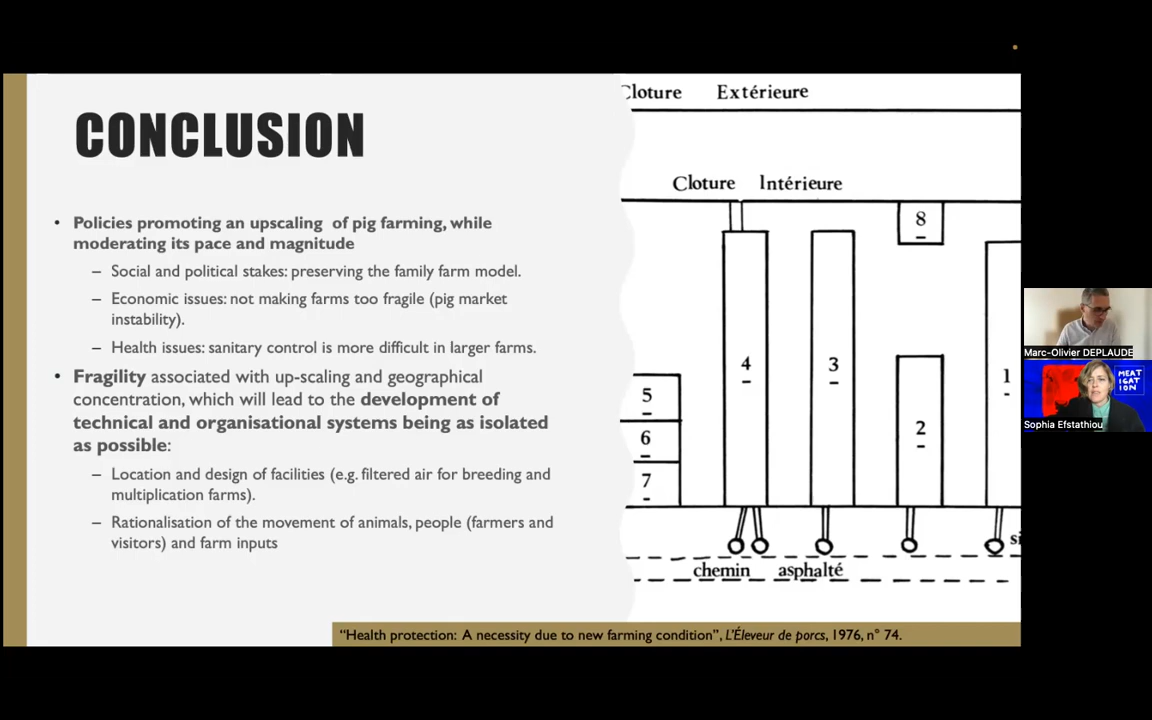 CONCLUSION
• Policies promoting an upscaling of pig farming, while
moderating its pace and magnitude
– Social and political stakes: preserving the family farm model.
– Economic issues: not making farms too fragile (pig market
instability).
– Health issues: sanitary control is more difficult in larger farms.
• Fragility associated with up-scaling and geographical
concentration, which will lead to the development of
technical and organisational systems being as isolated
as possible:
– Location and design of facilities (e.g. filtered air for breeding and
multiplication farms).
– Rationalisation of the movement of animals, people (farmers and
visitors) and farm inputs
Cloture Extérieure
Cloture Intérieure
8
4
3
1
5
2
6
7
si
chemin asphalté
"Health protection: A necessity due to new farming condition", L'Éleveur de porcs, 1976, n° 74.
Marc-Olivier DEPLAUDE
MEAT
IGAT
ION
Sophia Efstathiou